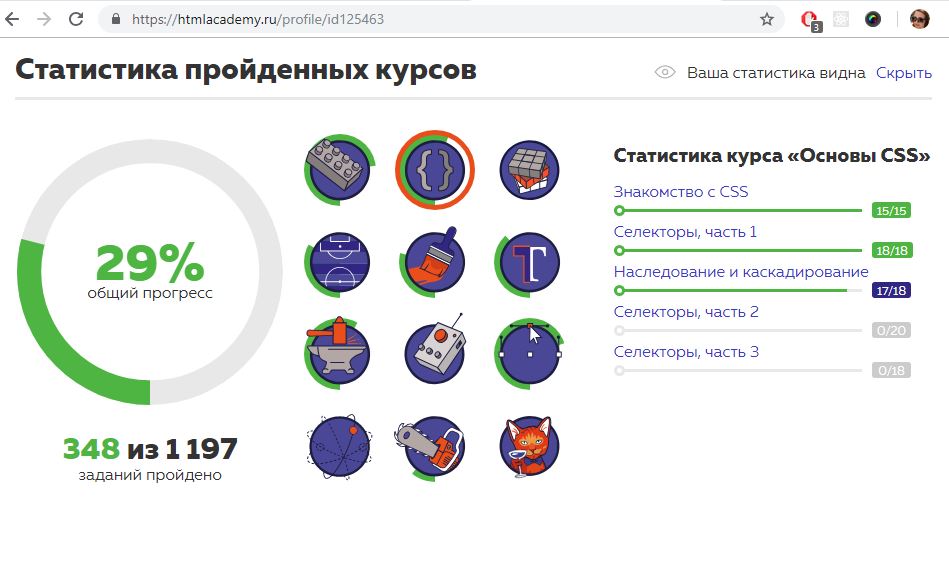 https://htmlacademy.ru/profile/id125463
3
Статистика пройденных курсов
Ваша статистика видна Скрыть
29%
общий прогресс
348 из 1 197
заданий пройдено
{}
T
Статистика курса «Основы CSS»
Знакомство с CSS
15/15
Селекторы, часть 1
18/18
Наследование и каскадирование
17/18
Селекторы, часть 2
0/20
Селекторы, часть 3
0/18